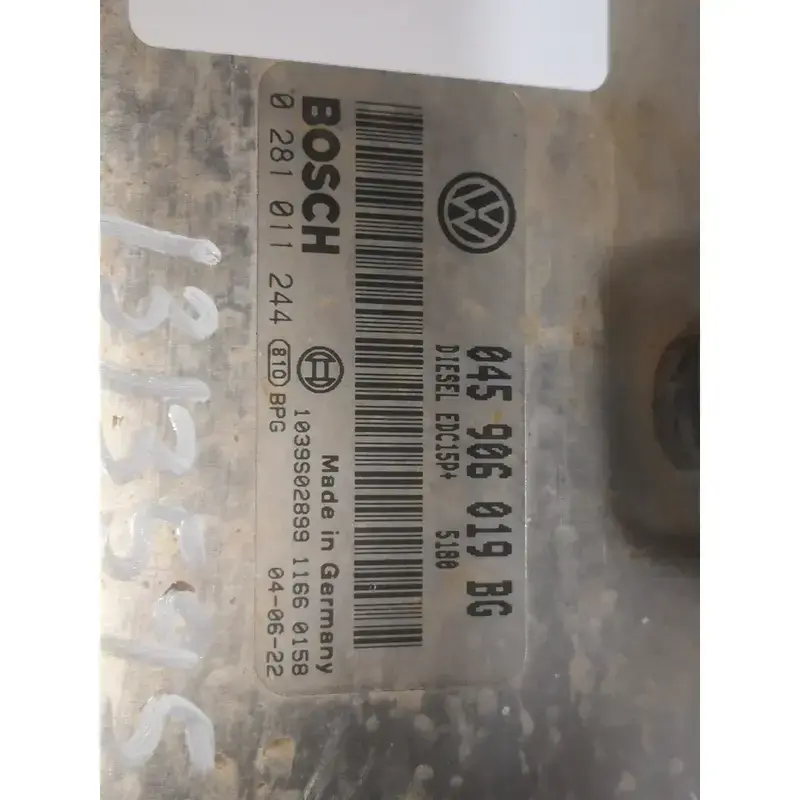 045 906 019 BG
DIESEL EDC15P+ 5180
BOSCH
0 281 011 244 810 BPG
Made in Germany
1039S02899 1166 0158
04-06-22